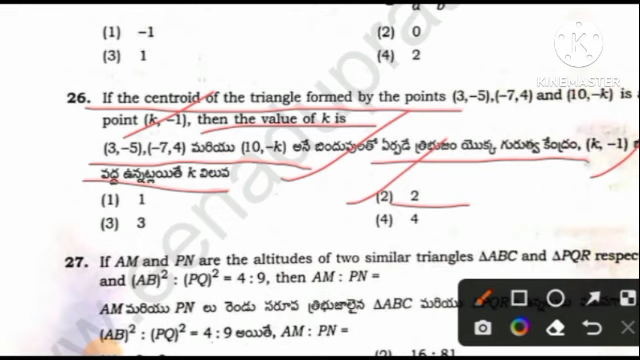 (1) -1
(2) 0
(3) 1
(4) 2
KINEMASTER
26. If the centroid of the triangle formed by the points (3,–5),(–7,4) and (10,–k) is a
point (k, –1), then the value of k is
(3,–5),(–7,4) మరియు (10,–k) అనే బిందువులతో ఏర్పడే త్రిభుజం యొక్క గురుత్వ కేంద్రం, (k, –1)
వద్ద ఉన్నట్లయితే k విలువ
(1) 1
(2) 2
(3) 3
(4) 4
27. If AM and PN are the altitudes of two similar triangles ΔABC and ΔPQR respec
and (AB)² : (PQ)² = 4 : 9, then AM : PN =
AM మరియు PN లు రెండు సరూప త్రిభుజాలైన ΔABC మరియు
(AB)² : (PQ)² = 4 : 9 అయితే, AM : PN =
(2) 16 : 81